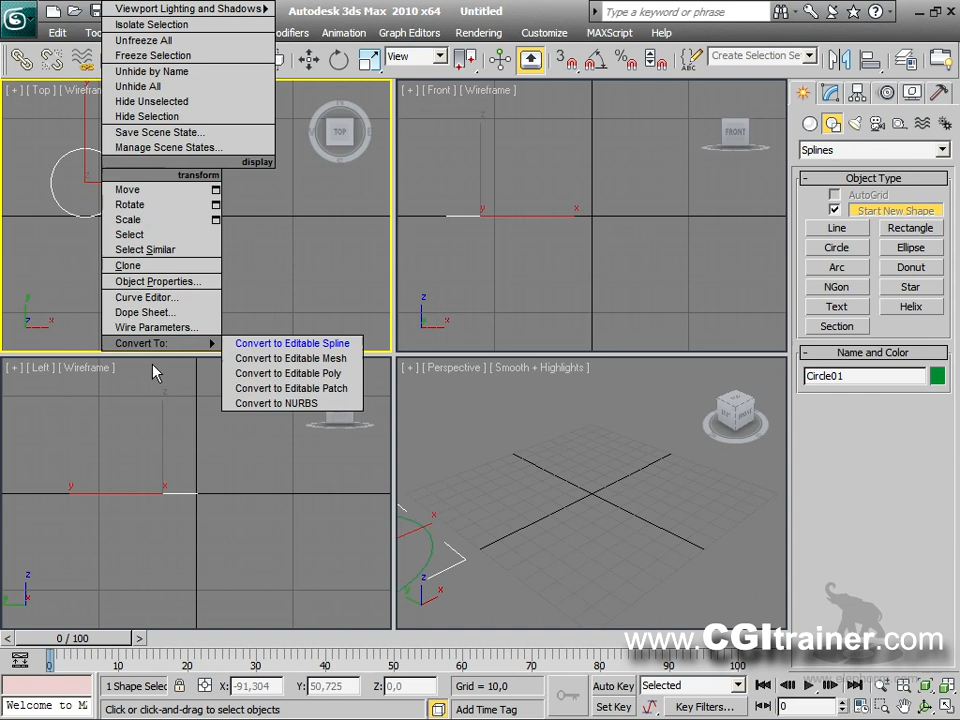 Autodesk 3ds Max 2010 x64 Untitled
Type a keyword or phrase
Edit
Animation
Graph Editors
Rendering
Customize
MAXScript
Help
View
Create Selection Se
Viewport Lighting and Shadows
Isolate Selection
Unfreeze All
Freeze Selection
Unhide by Name
Unhide All
Hide Unselected
Hide Selection
Save Scene State...
Manage Scene States...
display
transform
Move
Rotate
Scale
Select
Select Similar
Clone
Object Properties...
Curve Editor...
Dope Sheet...
Wire Parameters...
Convert To:
Convert to Editable Spline
Convert to Editable Mesh
Convert to Editable Poly
Convert to Editable Patch
Convert to NURBS
[ + ] [ Top ] [ Wirefram
TOP
[ + ] [ Front ] [ Wireframe ]
FRONT
[ + ] [ Left ] [ Wireframe ]
[ + ] [ Perspective ] [ Smooth + Highlights ]
Splines
Object Type
AutoGrid
Start New Shape
Line
Rectangle
Circle
Ellipse
Arc
Donut
NGon
Star
Text
Helix
Section
Name and Color
Circle01
www.CGItrainer.com
0 / 100
0 10 20 30 40 50 60 70 80 90 100
1 Shape Selec
X: -91,304
Y: 50,725
Z: 0,0
Grid = 10,0
Auto Key
Selected
Welcome to M
Click or click-and-drag to select objects
Add Time Tag
Set Key
Key Filters...
0